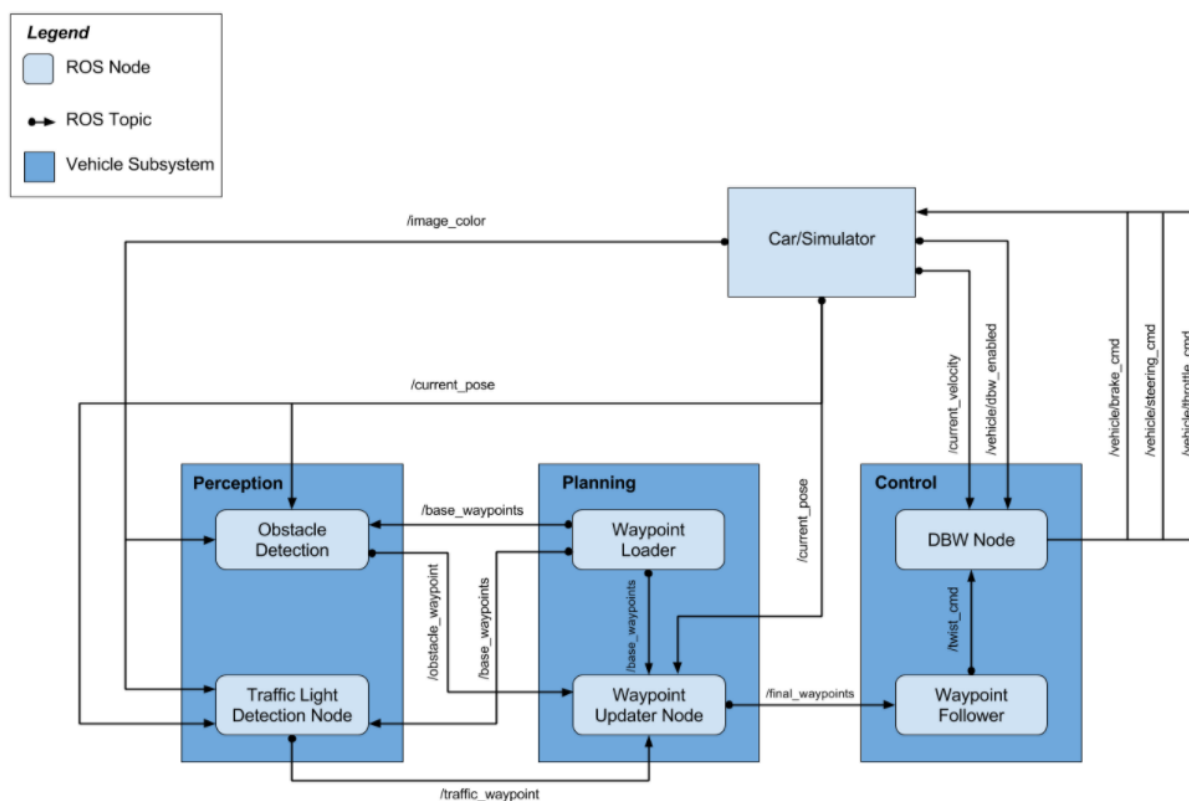 Legend
ROS Node
ROS Topic
Vehicle Subsystem
/image_color
Car/Simulator
/current_pose
/current_velocity
/vehicle/dbw_enabled
/vehicle/brake_cmd
/vehicle/steering_cmd
/vehicle/throttle_cmd
Perception
Planning
Control
Obstacle
Detection
/base_waypoints
Waypoint
Loader
/current_pose
DBW Node
/obstacle_waypoint
/base_waypoints
/base_waypoints
/twist_cmd
Traffic Light
Detection Node
Waypoint
Updater Node
/final_waypoints
Waypoint
Follower
/traffic_waypoint